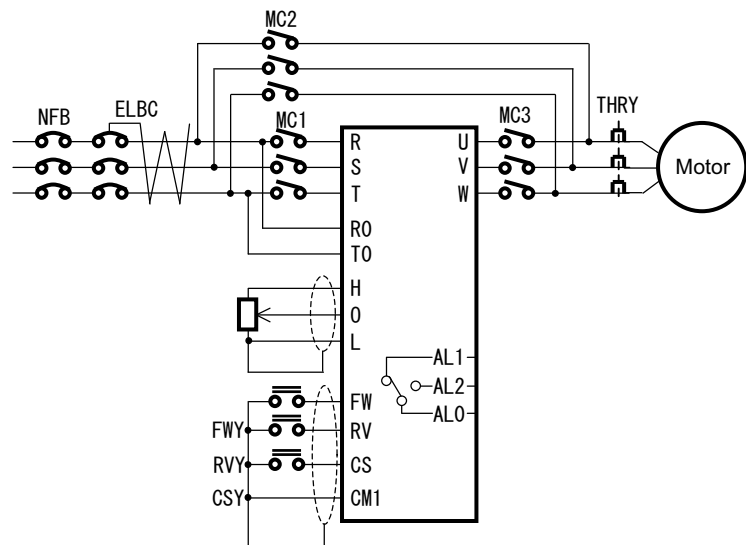 MC2
NFB
ELBC
MC1
MC3
THRY
R
U
S
V
T
W
Motor
R0
T0
H
O
L
AL1
AL2
AL0
FW
FWY
RV
RVY
CS
CSY
CM1